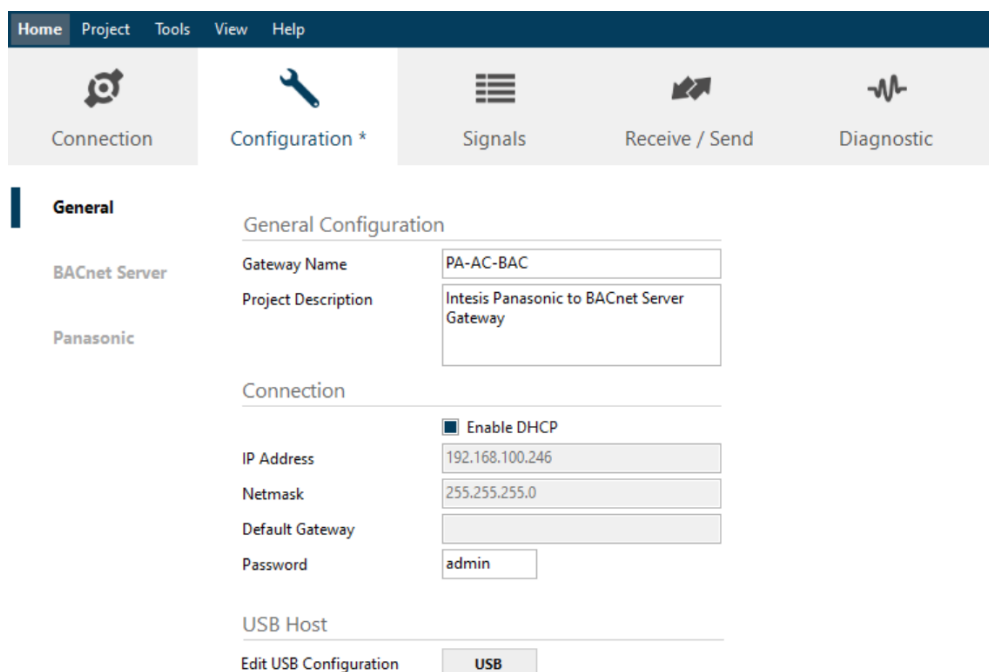 Home Project Tools View Help
Connection Configuration * Signals Receive / Send Diagnostic
General
BACnet Server
Panasonic
General Configuration
Gateway Name PA-AC-BAC
Project Description Intesis Panasonic to BACnet Server
Gateway
Connection
Enable DHCP
IP Address 192.168.100.246
Netmask 255.255.255.0
Default Gateway
Password admin
USB Host
Edit USB Configuration USB